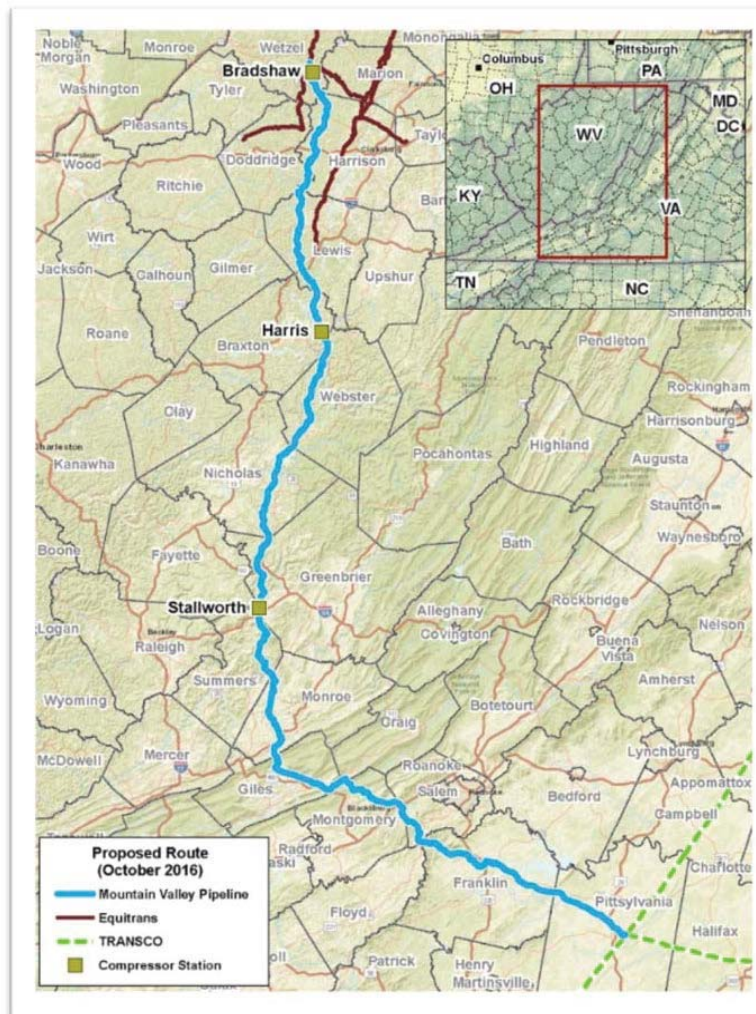 Noble
Monroe
Wetzel
Monongalia
Morgan
Bradshaw
Marion
Washington
Tyler
Pleasants
Taylor
Doddridge
Harrison
Wood
Ritchie
Lewis
Wirt
Jackson
Calhoun
Gilmer
Upshur
Roane
Harris
Braxton
Webster
Olay
Charleston
Kanawha
Nicholas
Pocahontas
Pendleton
Shenandoah
Rockingham
Harrisonburg
Highland
Augusta
Staunton
Waynesboro
Boone
Fayette
Greenbrier
Bath
Stallworth
Alleghany
Covington
Rockbridge
Nelson
Logan
Beckley
Raleigh
Buena
Vista
Amherst
Wyoming
Summers
Monroe
Craig
Botetourt
McDowell
Mercer
Roanoke
Salem
Lynchburg
Appomattox
Giles
Bedford
Campbell
Blacksburg
Montgomery
Radford
Charlotte
Franklin
Pittsylvania
Floyd
Halifax
Patrick
Henry
Martinsville
Columbus
Pittsburgh
PA
OH
MD
DC
WV
KY
VA
TN
NC
Proposed Route
(October 2016)
Mountain Valley Pipeline
Equitrans
TRANSCO
Compressor Station